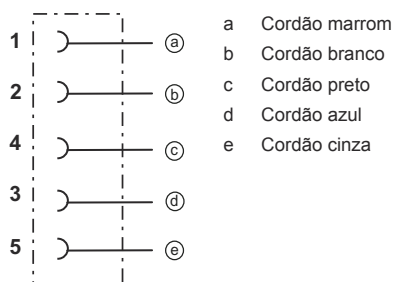 1 a
2 b
4 c
3 d
5 e
a Cordão marrom
b Cordão branco
c Cordão preto
d Cordão azul
e Cordão cinza